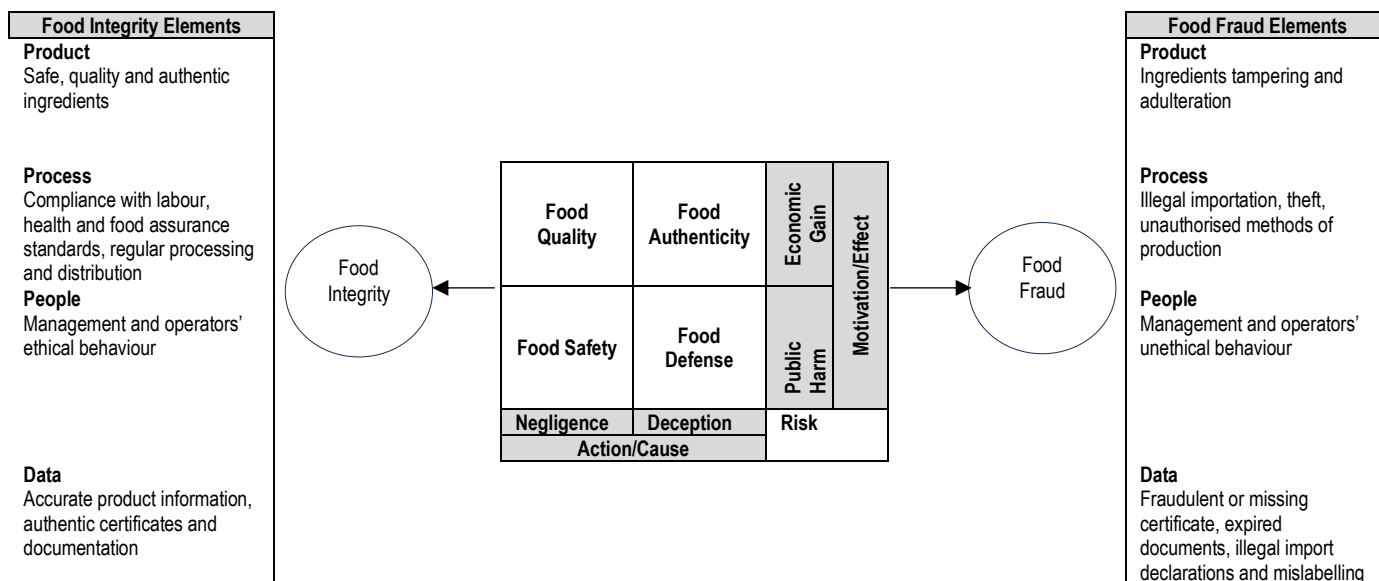 Food Integrity Elements
Product
Safe, quality and authentic
ingredients
Process
Compliance with labour,
health and food assurance
standards, regular processing
and distribution
People
Management and operators'
ethical behaviour
Data
Accurate product information,
authentic certificates and
documentation
Food
Integrity
Food
Quality
Food
Authenticity
Economic
Gain
Motivation/Effect
Food Safety
Food
Defense
Public
Harm
Negligence
Deception
Risk
Action/Cause
Food
Fraud
Food Fraud Elements
Product
Ingredients tampering and
adulteration
Process
Illegal importation, theft,
unauthorised methods of
production
People
Management and operators'
unethical behaviour
Data
Fraudulent or missing
certificate, expired
documents, illegal import
declarations and mislabelling